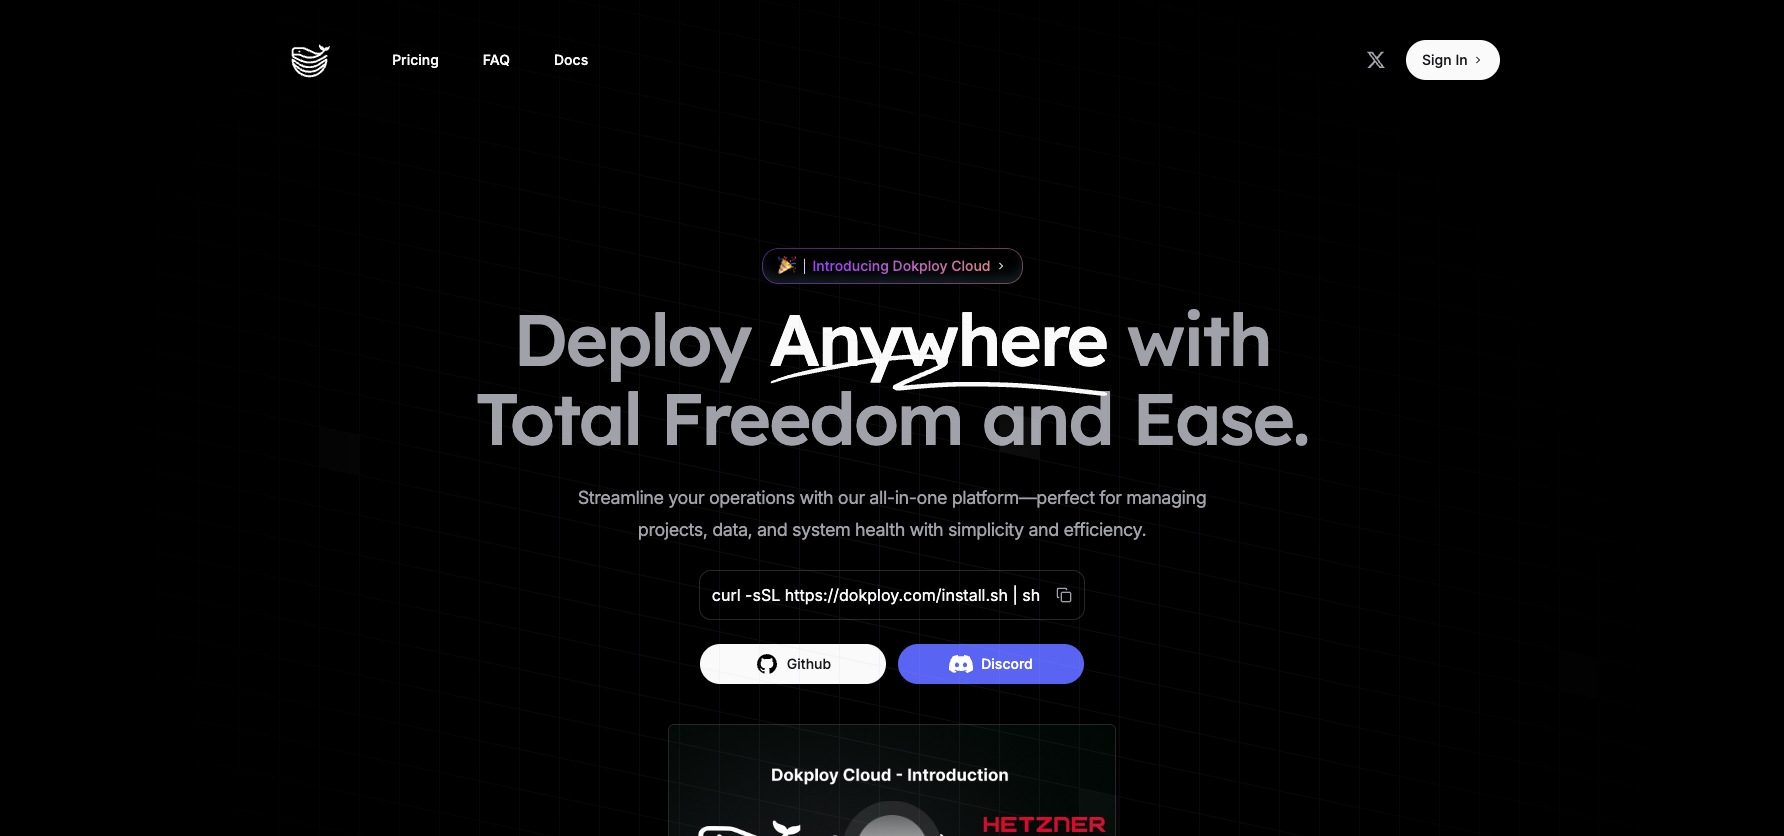 Pricing
FAQ
Docs
Sign In
Introducing Dokploy Cloud
Deploy Anywhere with
Total Freedom and Ease.
Streamline your operations with our all-in-one platform—perfect for managing
projects, data, and system health with simplicity and efficiency.
curl -sSL https://dokploy.com/install.sh | sh
Github
Discord
Dokploy Cloud - Introduction
HETZNER